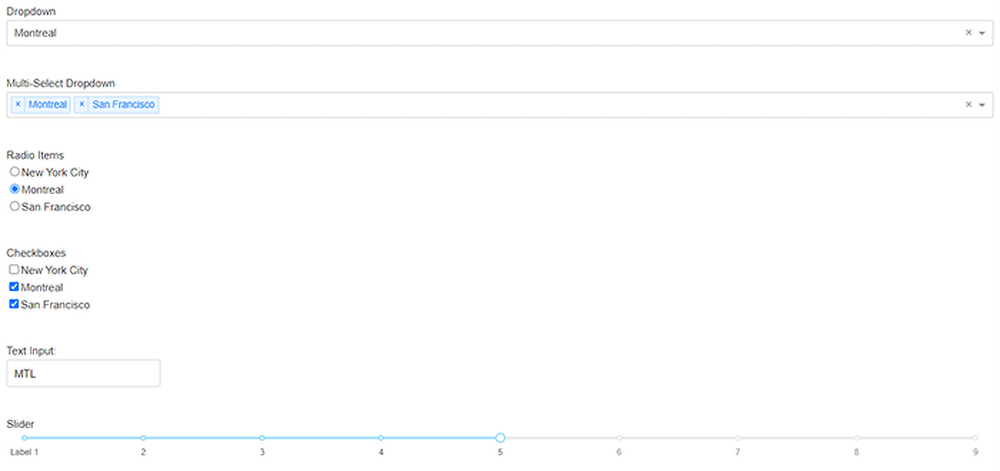 Dropdown
Montreal
Multi-Select Dropdown
× Montreal × San Francisco
Radio Items
New York City
Montreal
San Francisco
Checkboxes
New York City
Montreal
San Francisco
Text Input:
MTL
Slider
Label 1 2 3 4 5 6 7 8 9